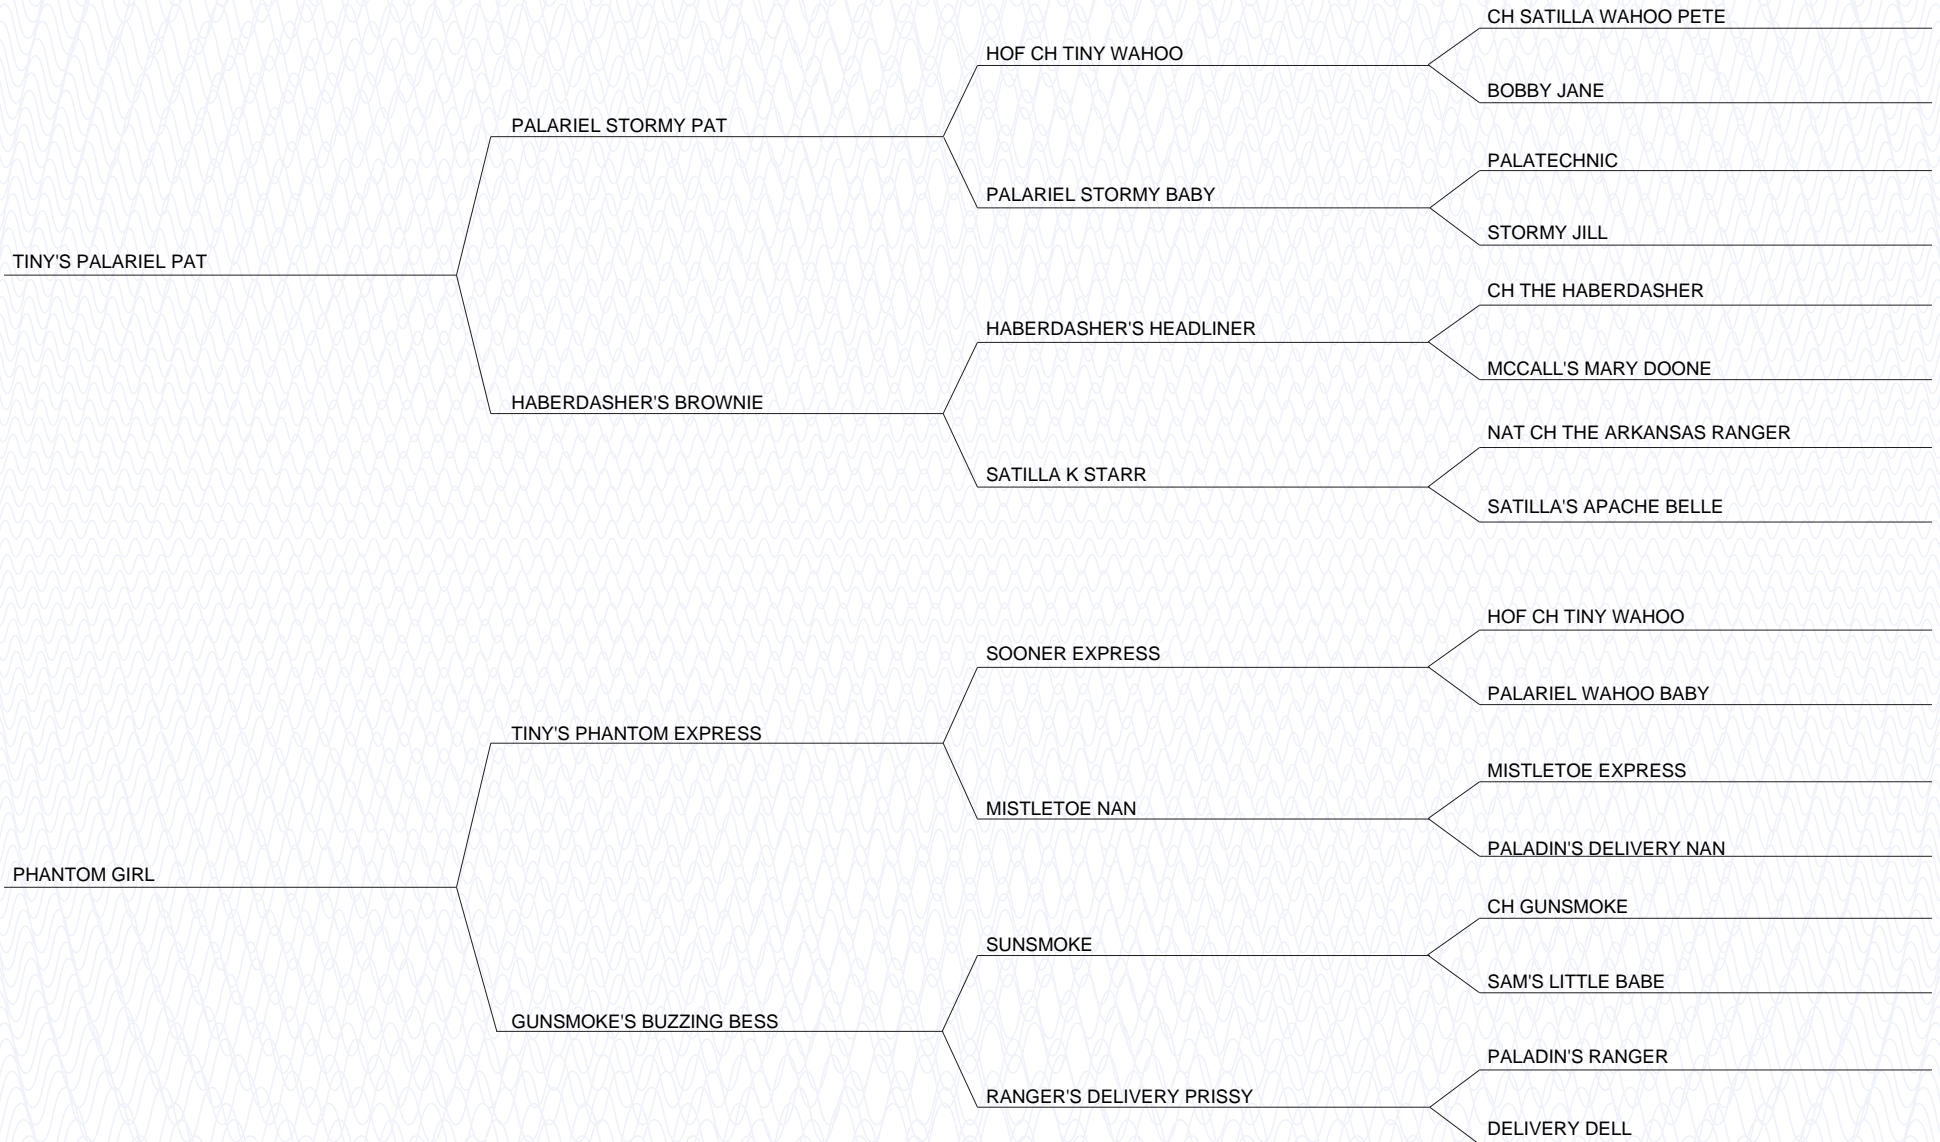 CH SATILLA WAHOO PETE
HOF CH TINY WAHOO
BOBBY JANE
PALARIEL STORMY PAT
PALATECHNIC
PALARIEL STORMY BABY
STORMY JILL
TINY'S PALARIEL PAT
CH THE HABERDASHER
HABERDASHER'S HEADLINER
MCCALL'S MARY DOONE
HABERDASHER'S BROWNIE
NAT CH THE ARKANSAS RANGER
SATILLA K STARR
SATILLA'S APACHE BELLE
HOF CH TINY WAHOO
SOONER EXPRESS
PALARIEL WAHOO BABY
TINY'S PHANTOM EXPRESS
MISTLETOE EXPRESS
MISTLETOE NAN
PALADIN'S DELIVERY NAN
PHANTOM GIRL
CH GUNSMOKE
SUNSMOKE
SAM'S LITTLE BABE
GUNSMOKE'S BUZZING BESS
PALADIN'S RANGER
RANGER'S DELIVERY PRISSY
DELIVERY DELL